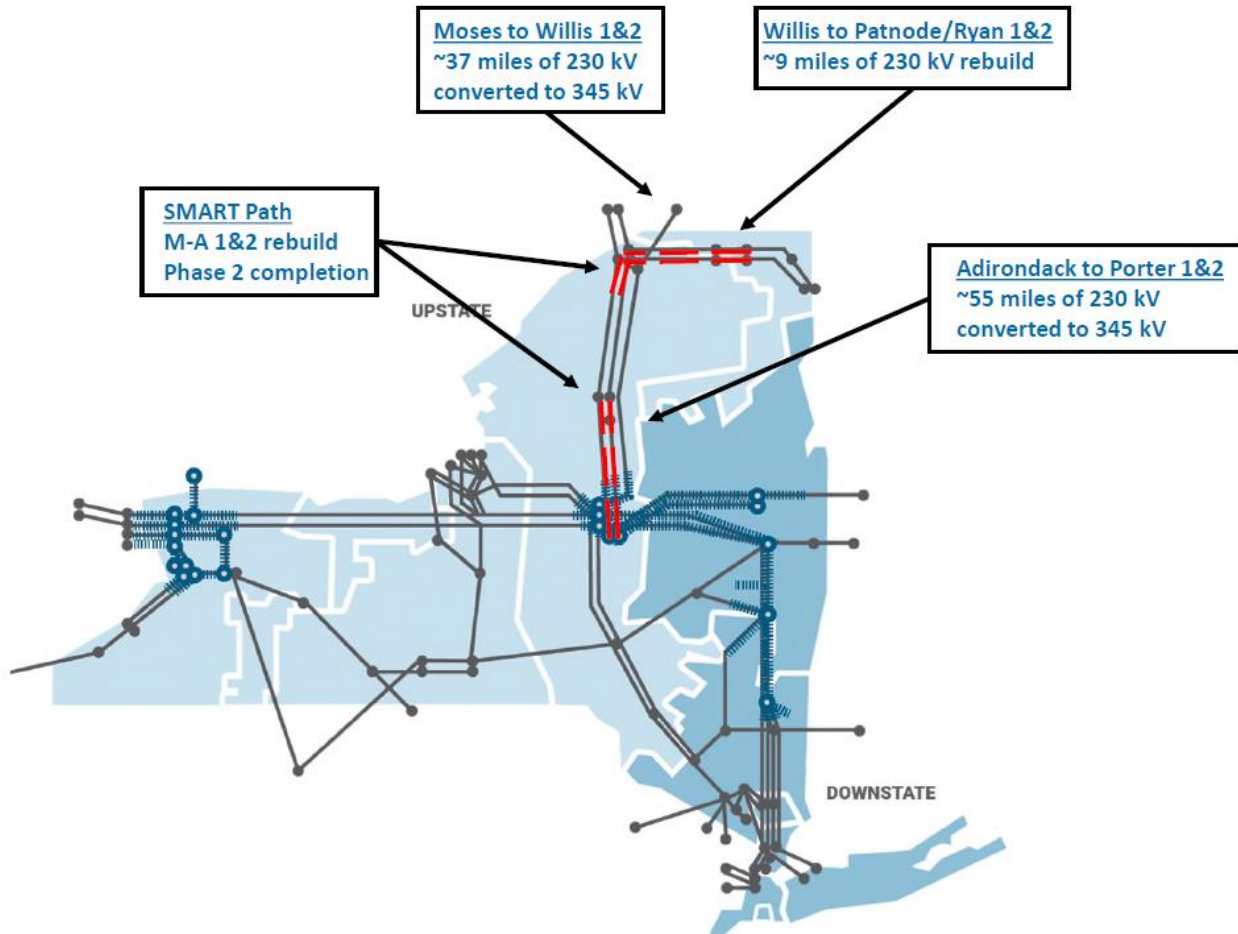 Moses to Willis 1&2
~37 miles of 230 kV
converted to 345 kV
Willis to Patnode/Ryan 1&2
~9 miles of 230 kV rebuild
SMART Path
M-A 1&2 rebuild
Phase 2 completion
Adirondack to Porter 1&2
~55 miles of 230 kV
converted to 345 kV
UPSTATE
DOWNSTATE